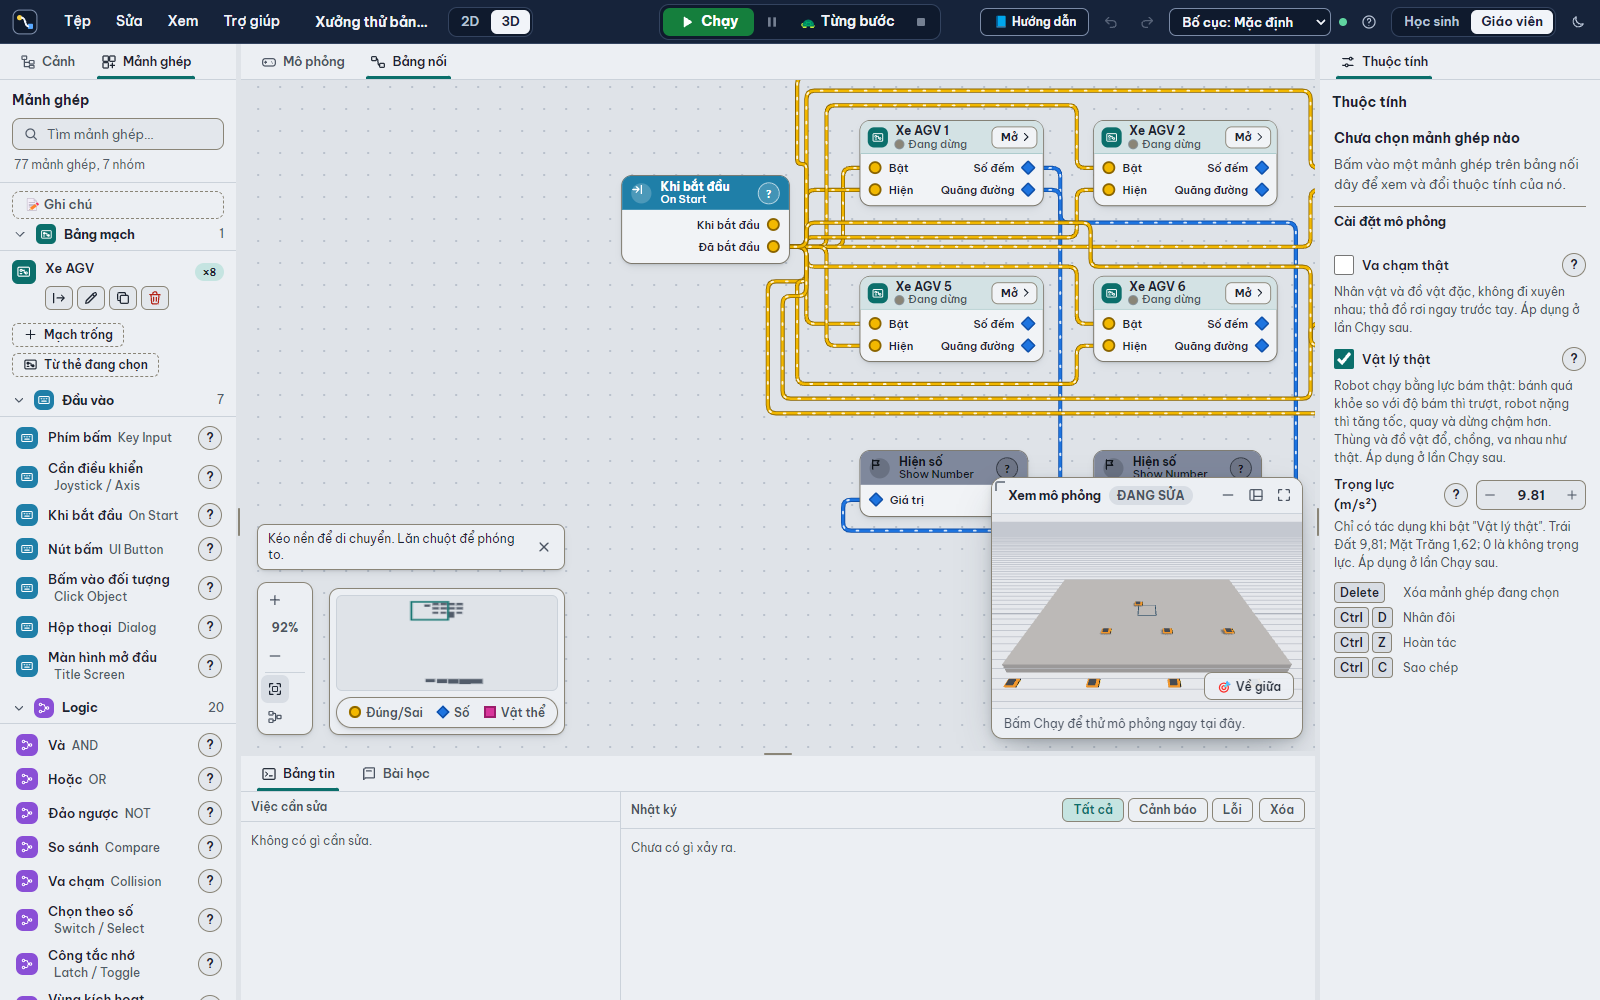 Tệp
Sửa
Xem
Trợ giúp
Xưởng thử bản...
2D
3D
Chạy
Từng bước
Hướng dẫn
Bố cục: Mặc định
Học sinh
Giáo viên
Cảnh
Mảnh ghép
Mô phỏng
Bảng nối
Thuộc tính
Mảnh ghép
Tìm mảnh ghép...
77 mảnh ghép, 7 nhóm
Ghi chú
Bảng mạch 1
Xe AGV
×8
Mạch trống
Từ thẻ đang chọn
Đầu vào 7
Phím bấm Key Input ?
Cần điều khiển
Joystick / Axis ?
Khi bắt đầu On Start ?
Nút bấm UI Button ?
Bấm vào đối tượng
Click Object ?
Hộp thoại Dialog ?
Màn hình mở đầu
Title Screen ?
Logic 20
Và AND ?
Hoặc OR ?
Đảo ngược NOT ?
So sánh Compare ?
Va chạm Collision ?
Chọn theo số
Switch / Select ?
Công tắc nhớ
Latch / Toggle ?
Vùng kích hoạt
Khi bắt đầu
On Start
?
Khi bắt đầu
Đã bắt đầu
Xe AGV 1
Đang dừng
Mở
Bật Số đếm
Hiện Quãng đường
Xe AGV 2
Đang dừng
Mở
Bật Số đếm
Hiện Quãng đường
Xe AGV 5
Đang dừng
Mở
Bật Số đếm
Hiện Quãng đường
Xe AGV 6
Đang dừng
Mở
Bật Số đếm
Hiện Quãng đường
Hiện số
Show Number
?
Giá trị
Hiện số
Show Number
?
Xem mô phỏng ĐANG SỬA
Về giữa
Bấm Chạy để thử mô phỏng ngay tại đây.
Kéo nền để di chuyển. Lăn chuột để phóng
to.
92%
Đúng/Sai
Số
Vật thể
Bảng tin
Bài học
Việc cần sửa
Không có gì cần sửa.
Nhật ký
Tất cả
Cảnh báo
Lỗi
Xóa
Chưa có gì xảy ra.
Thuộc tính
Chưa chọn mảnh ghép nào
Bấm vào một mảnh ghép trên bảng nối
dây để xem và đổi thuộc tính của nó.
Cài đặt mô phỏng
Va chạm thật ?
Nhân vật và đồ vật đặc, không đi xuyên
nhau; thả đồ rơi ngay trước tay. Áp dụng ở
lần Chạy sau.
Vật lý thật ?
Robot chạy bằng lực bám thật: bánh quá
khỏe so với độ bám thì trượt, robot nặng
thì tăng tốc, quay và dừng chậm hơn.
Thùng và đồ vật đổ, chồng, va nhau như
thật. Áp dụng ở lần Chạy sau.
Trọng lực
(m/s²)
?
9.81
Chỉ có tác dụng khi bật "Vật lý thật". Trái
Đất 9,81; Mặt Trăng 1,62; 0 là không trọng
lực. Áp dụng ở lần Chạy sau.
Delete Xóa mảnh ghép đang chọn
Ctrl D Nhân đôi
Ctrl Z Hoàn tác
Ctrl C Sao chép